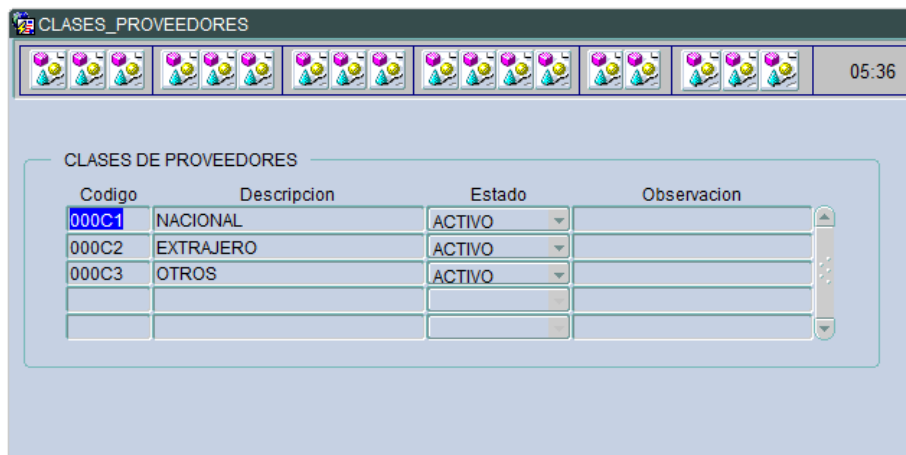 CLASES_PROVEEDORES
05:36
CLASES DE PROVEEDORES
Codigo Descripcion Estado Observacion
000C1 NACIONAL ACTIVO
000C2 EXTRAJERO ACTIVO
000C3 OTROS ACTIVO